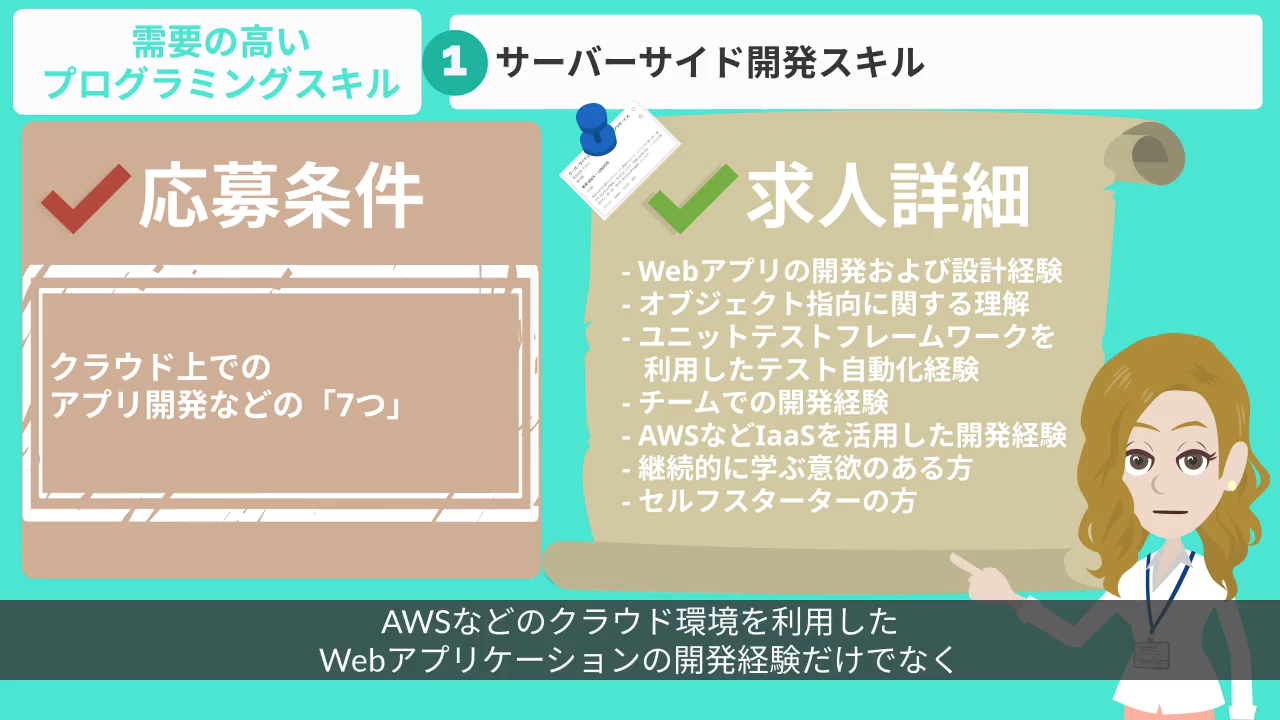 需要の高い
プログラミングスキル
1 サーバーサイド開発スキル
応募条件
クラウド上での
アプリ開発などの「7つ」
求人詳細
- Webアプリの開発および設計経験
- オブジェクト指向に関する理解
- ユニットテストフレームワークを
利用したテスト自動化経験
- チームでの開発経験
- AWSなどIaaSを活用した開発経験
- 継続的に学ぶ意欲のある方
- セルフスターターの方
AWSなどのクラウド環境を利用した
Webアプリケーションの開発経験だけでなく